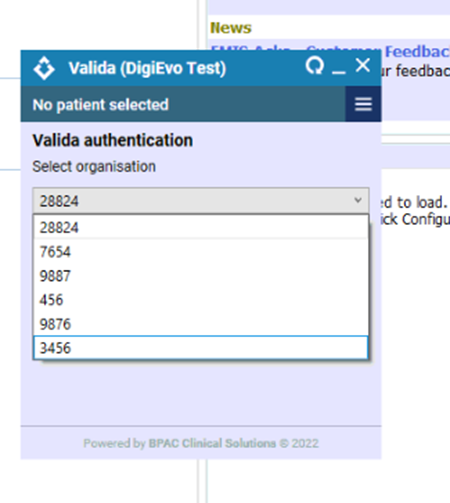 News
EMIS Asks - Customer Feedbac
Valida (DigiEvo Test)
ur feedbac
No patient selected
Valida authentication
Select organisation
28824
ed to load.
ick Configu
28824
7654
9887
456
9876
3456
Powered by BPAC Clinical Solutions © 2022